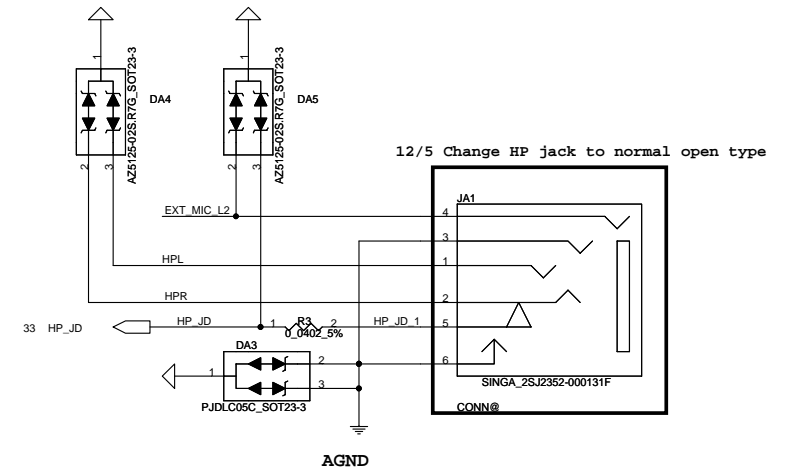 1
1
DA4
DA5
AZ5125-02S.R7G_SOT23-3
AZ5125-02S.R7G_SOT23-3
2
3
2
3
12/5 Change HP jack to normal open type
JA1
EXT_MIC_L2
4
3
HPL
1
HPR
2
33 HP_JD
HP_JD
1
R3
2
HP_JD_1
5
0_0402_5%
DA3
1
2
3
6
PJDLC05C_SOT23-3
SINGA_2SJ2352-000131F
CONN@
AGND